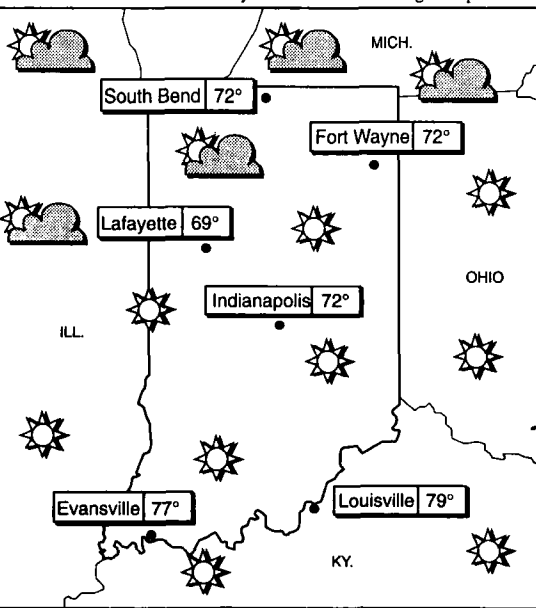 MICH.
South Bend 72°
Fort Wayne 72°
Lafayette 69°
OHIO
Indianapolis 72°
ILL.
Evansville 77°
Louisville 79°
KY.